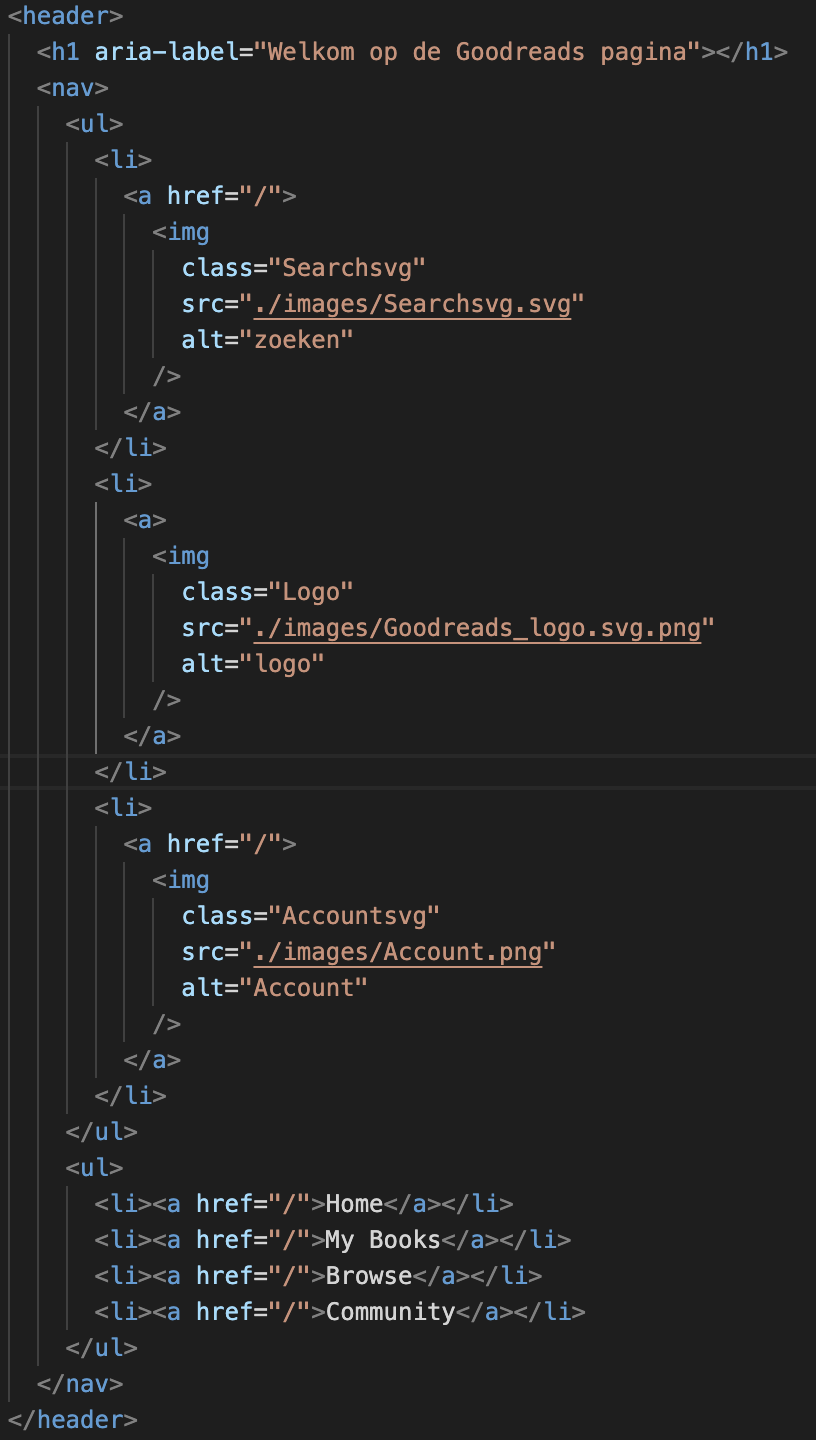 <header>
<h1 aria-label="Welkom op de Goodreads pagina"></h1>
<nav>
<ul>
<li>
<a href="/">
<img
class="Searchsvg"
src="./images/Searchsvg.svg"
alt="zoeken"
/>
</a>
</li>
<li>
<a>
<img
class="Logo"
src="./images/Goodreads_logo.svg.png"
alt="logo"
/>
</a>
</li>
<li>
<a href="/">
<img
class="Accountsvg"
src="./images/Account.png"
alt="Account"
/>
</a>
</li>
</ul>
<ul>
<li><a href="/">Home</a></li>
<li><a href="/">My Books</a></li>
<li><a href="/">Browse</a></li>
<li><a href="/">Community</a></li>
</ul>
</nav>
</header>